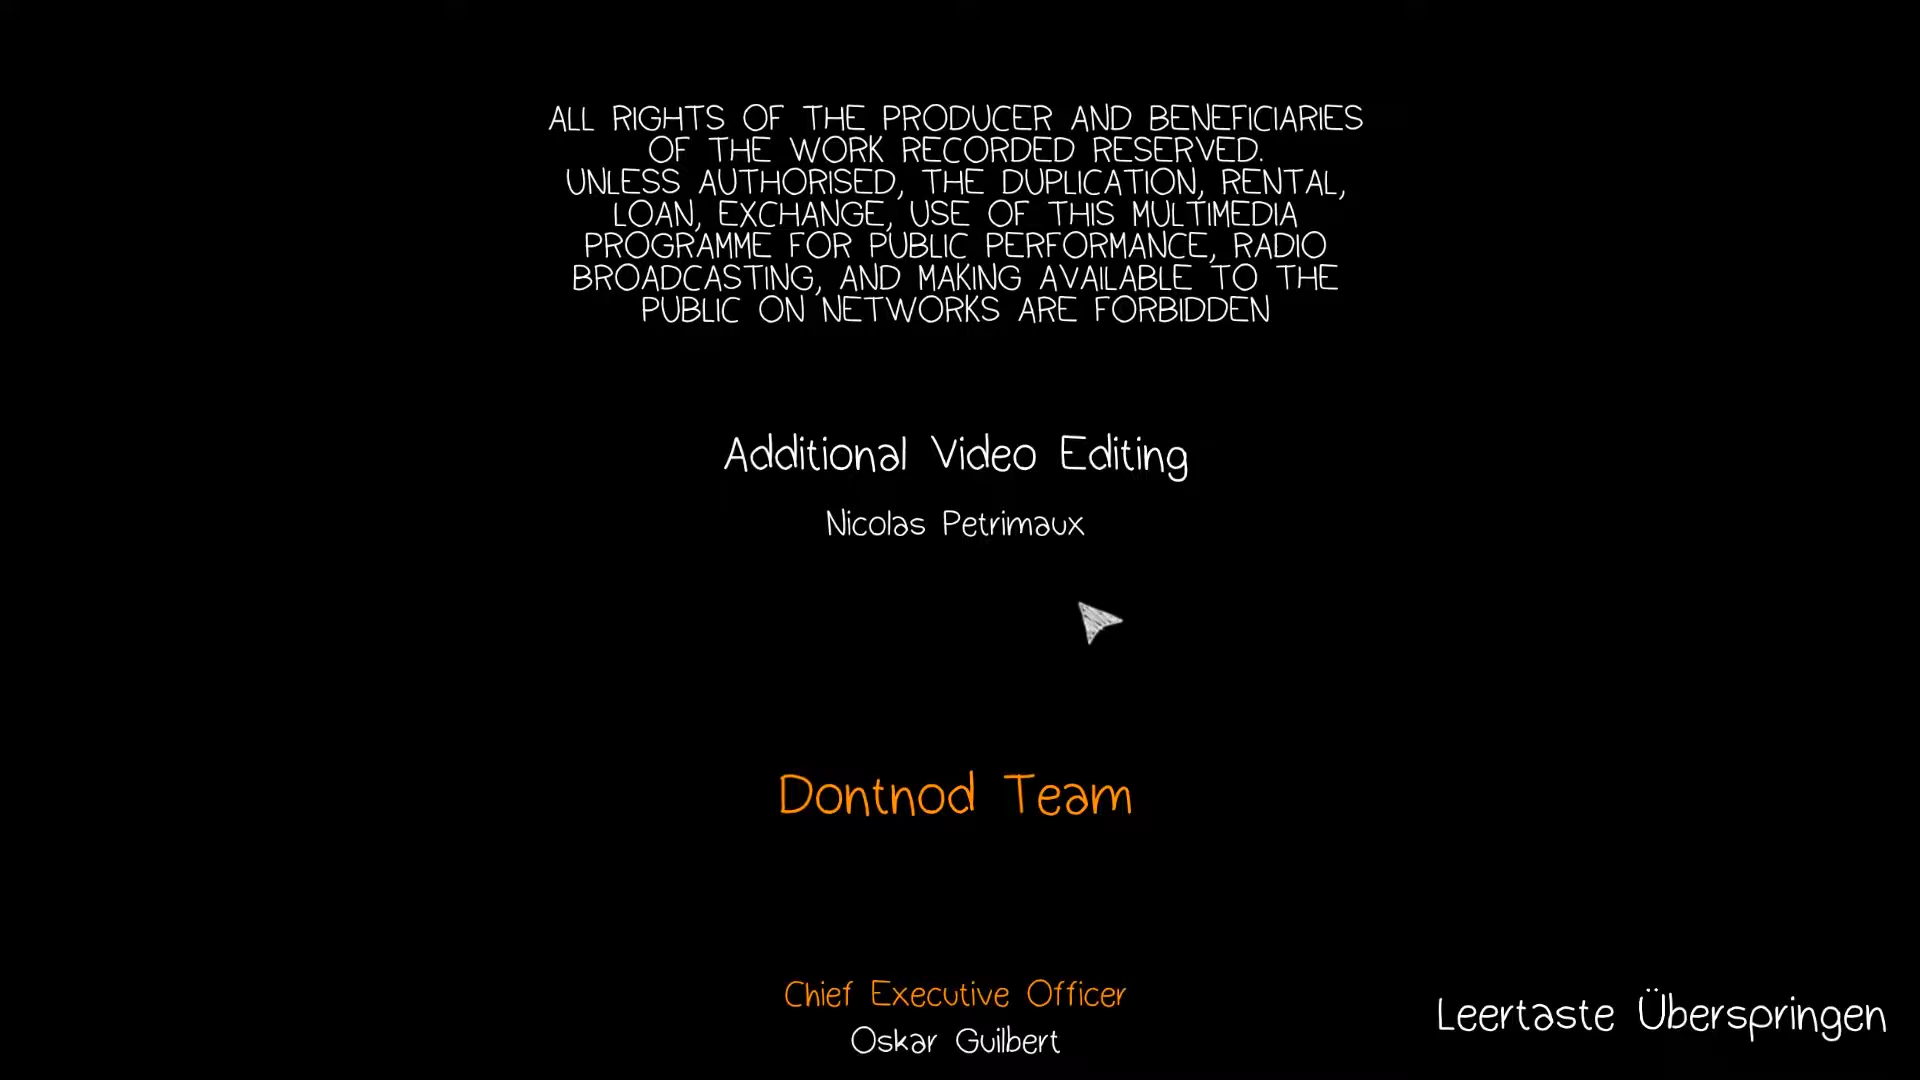 ALL RIGHTS OF THE PRODUCER AND BENEFICIARIES
OF THE WORK RECORDED RESERVED.
UNLESS AUTHORISED, THE DUPLICATION, RENTAL,
LOAN, EXCHANGE, USE OF THIS MULTIMEDIA
PROGRAMME FOR PUBLIC PERFORMANCE, RADIO
BROADCASTING, AND MAKING AVAILABLE TO THE
PUBLIC ON NETWORKS ARE FORBIDDEN
Additional Video Editing
Nicolas Petrimaux
Dontnod Team
Chief Executive Officer
Oskar Guilbert
Leertaste Überspringen